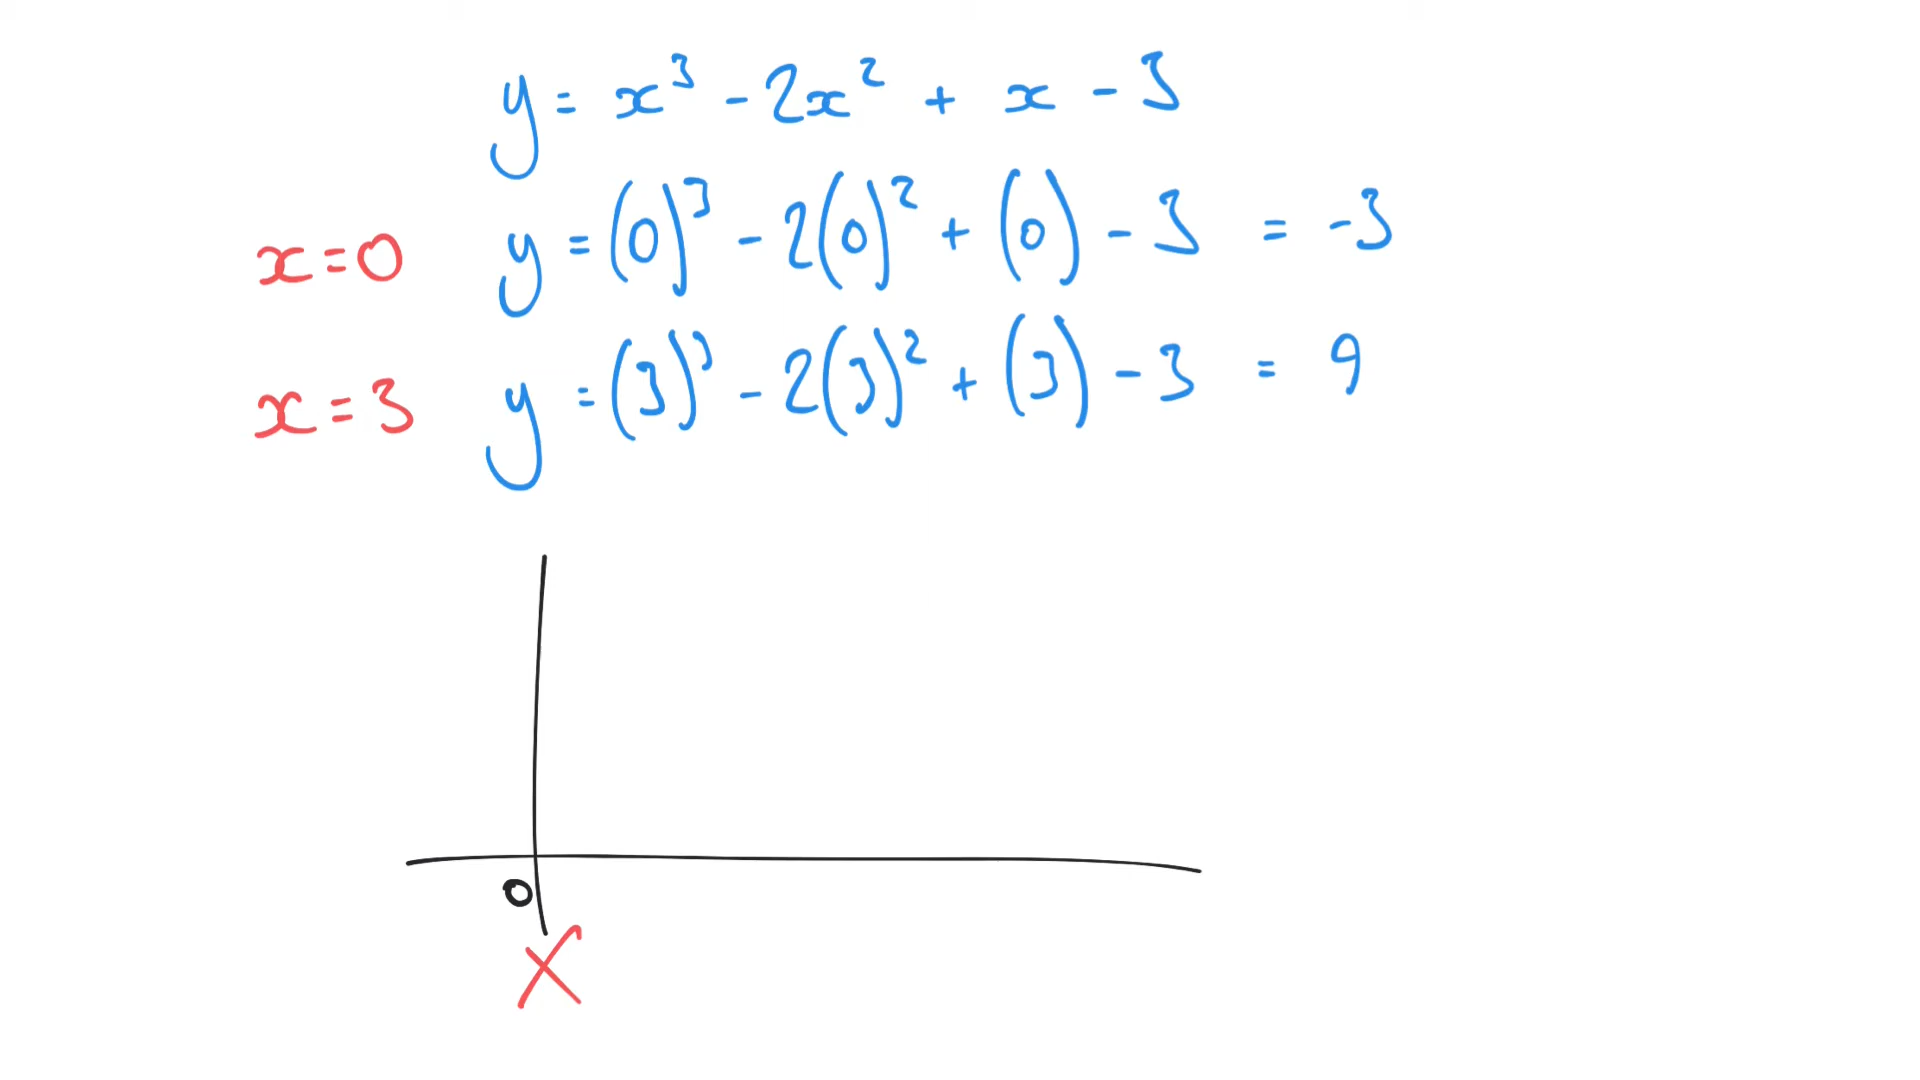 y = x³ - 2x² + x - 3
x=0 y = (0)³ - 2(0)² + (0) - 3 = -3
x=3 y = (3)³ - 2(3)² + (3) - 3 = 9
0
X